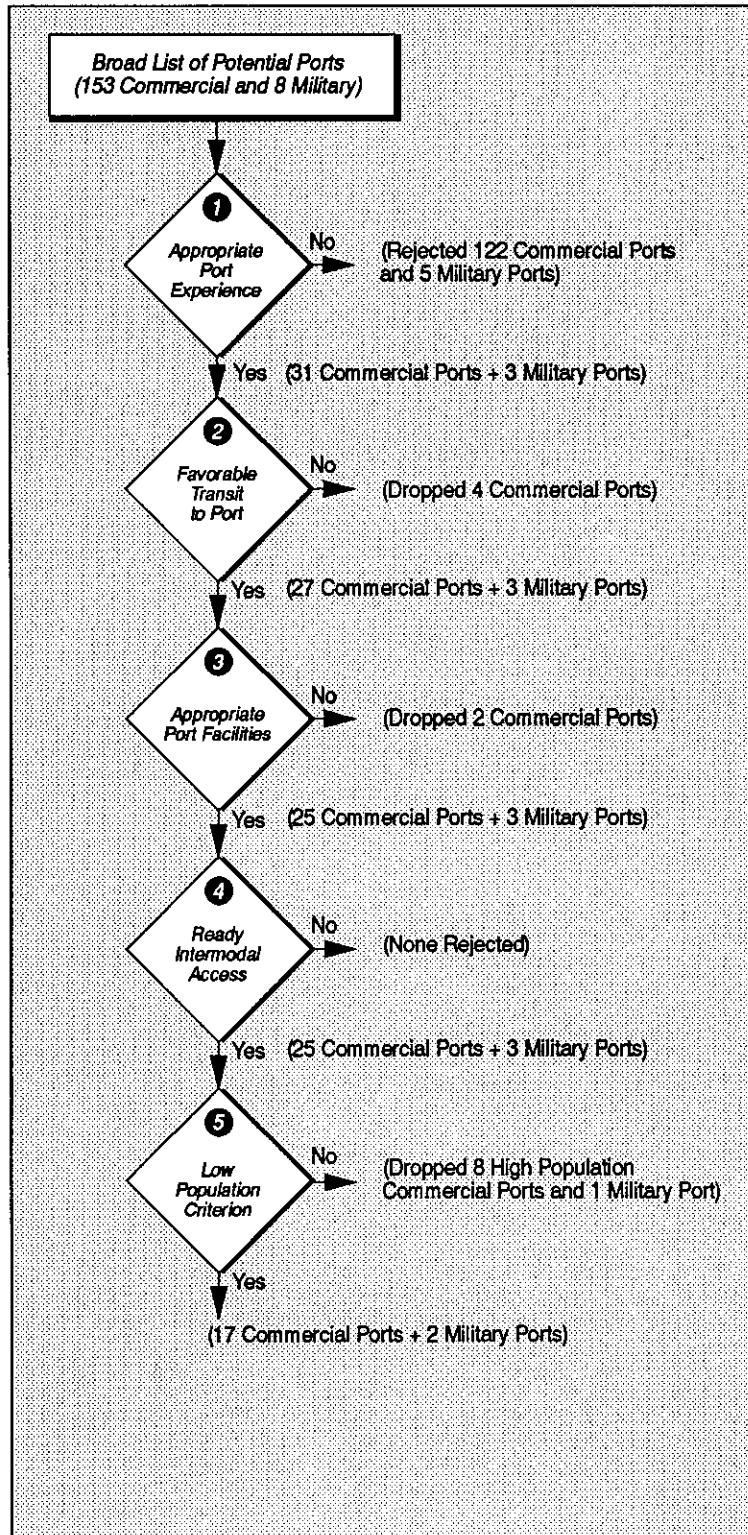 Broad List of Potential Ports
(153 Commercial and 8 Military)
1
Appropriate
Port
Experience
No
(Rejected 122 Commercial Ports
and 5 Military Ports)
Yes
(31 Commercial Ports + 3 Military Ports)
2
Favorable
Transit
to Port
No
(Dropped 4 Commercial Ports)
Yes
(27 Commercial Ports + 3 Military Ports)
3
Appropriate
Port Facilities
No
(Dropped 2 Commercial Ports)
Yes
(25 Commercial Ports + 3 Military Ports)
4
Ready
Intermodal
Access
No
(None Rejected)
Yes
(25 Commercial Ports + 3 Military Ports)
5
Low
Population
Criterion
No
(Dropped 8 High Population
Commercial Ports and 1 Military Port)
Yes
(17 Commercial Ports + 2 Military Ports)